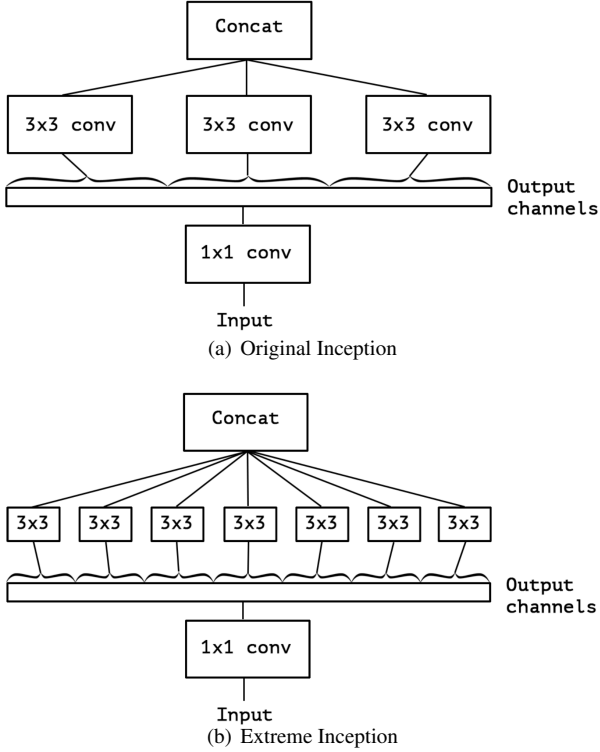 Concat
3x3 conv 3x3 conv 3x3 conv
Output
channels
1x1 conv
Input
(a) Original Inception
Concat
3x3 3x3 3x3 3x3 3x3 3x3 3x3
Output
channels
1x1 conv
Input
(b) Extreme Inception